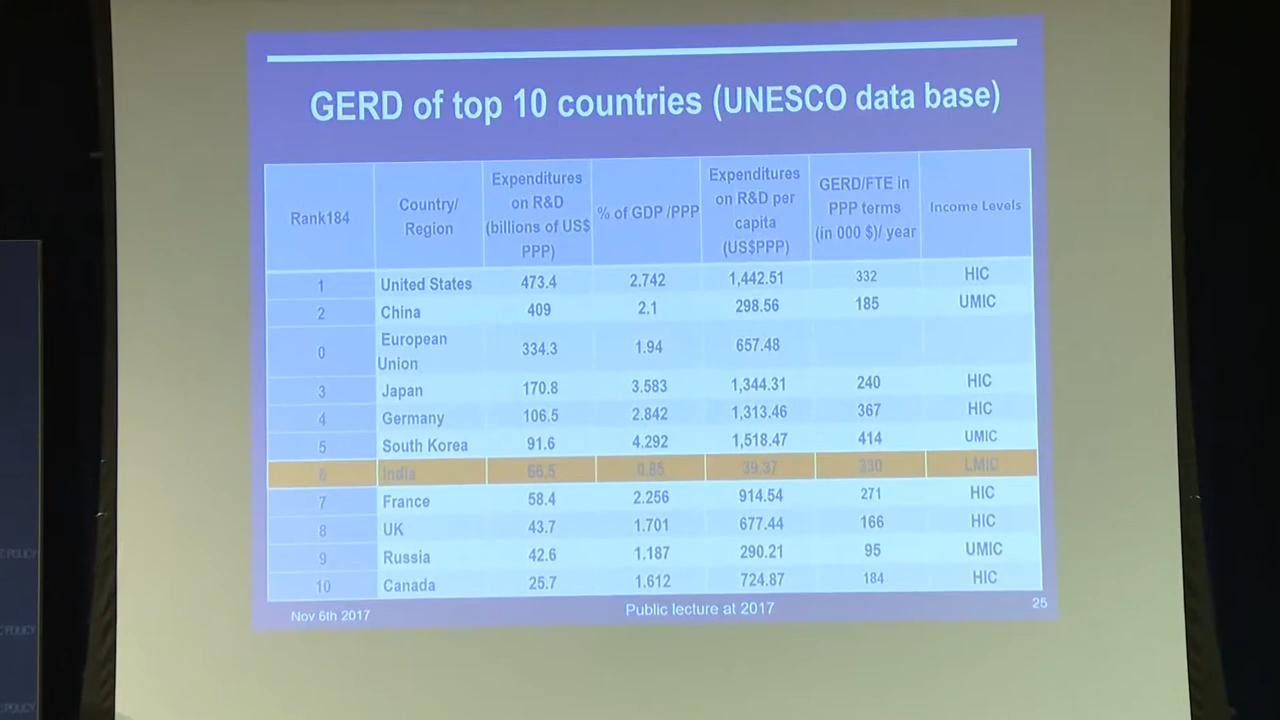 GERD of top 10 countries (UNESCO data base)
Rank184
Country/
Region
Expenditures
on R&D
(billions of US$
PPP)
% of GDP /PPP
Expenditures
on R&D per
capita
(US$PPP)
GERD/FTE in
PPP terms
(in 000 $)/ year
Income Levels
1 United States 473.4 2.742 1,442.51 332 HIC
2 China 409 2.1 298.56 185 UMIC
0 European
Union 334.3 1.94 657.48
3 Japan 170.8 3.583 1,344.31 240 HIC
4 Germany 106.5 2.842 1,313.46 367 HIC
5 South Korea 91.6 4.292 1,518.47 414 UMIC
6 India 66.5 0.85 39.37 330 LMIC
7 France 58.4 2.256 914.54 271 HIC
8 UK 43.7 1.701 677.44 166 HIC
9 Russia 42.6 1.187 290.21 95 UMIC
10 Canada 25.7 1.612 724.87 184 HIC
Nov 6th 2017
Public lecture at 2017
25
C POLICY
C POLICY
C POLICY